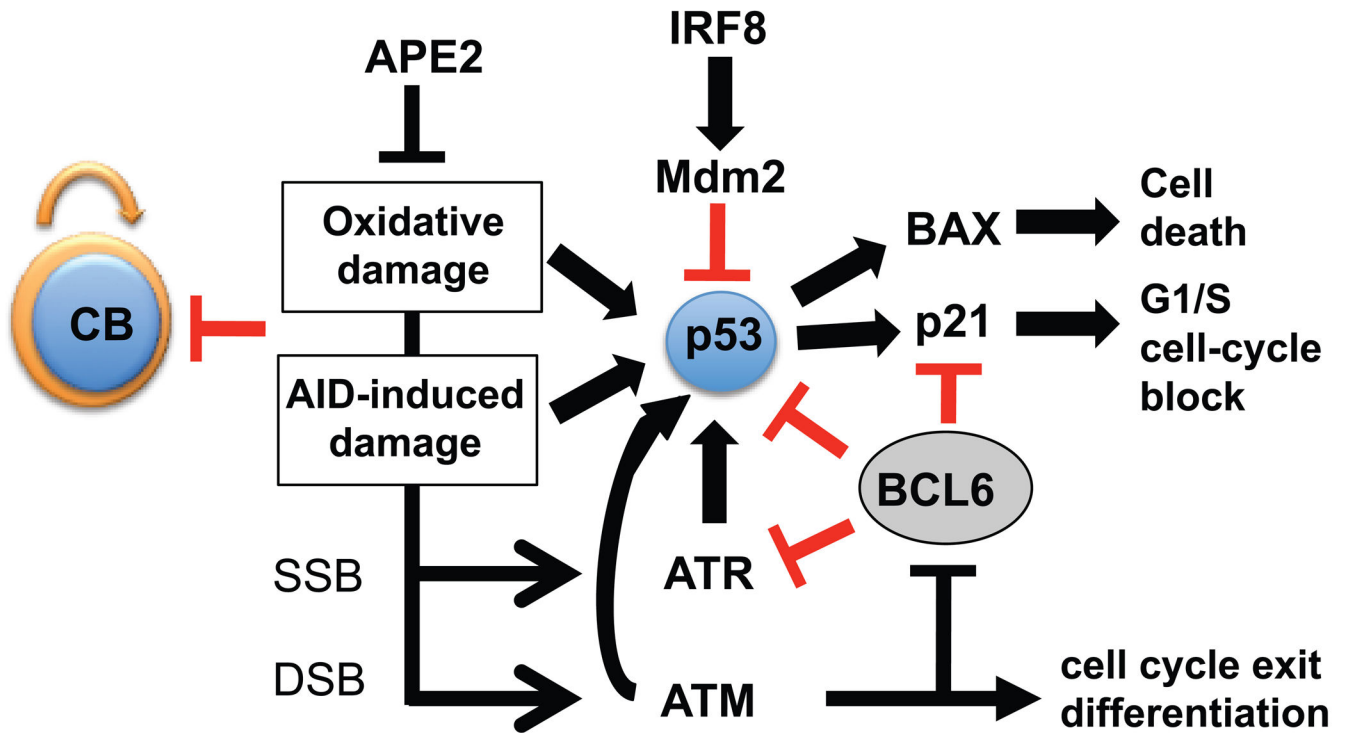 IRF8
APE2
Mdm2
Cell
death
Oxidative
damage
BAX
CB
p53
p21
G1/S
cell-cycle
block
AID-induced
damage
BCL6
SSB
ATR
DSB
ATM
cell cycle exit
differentiation